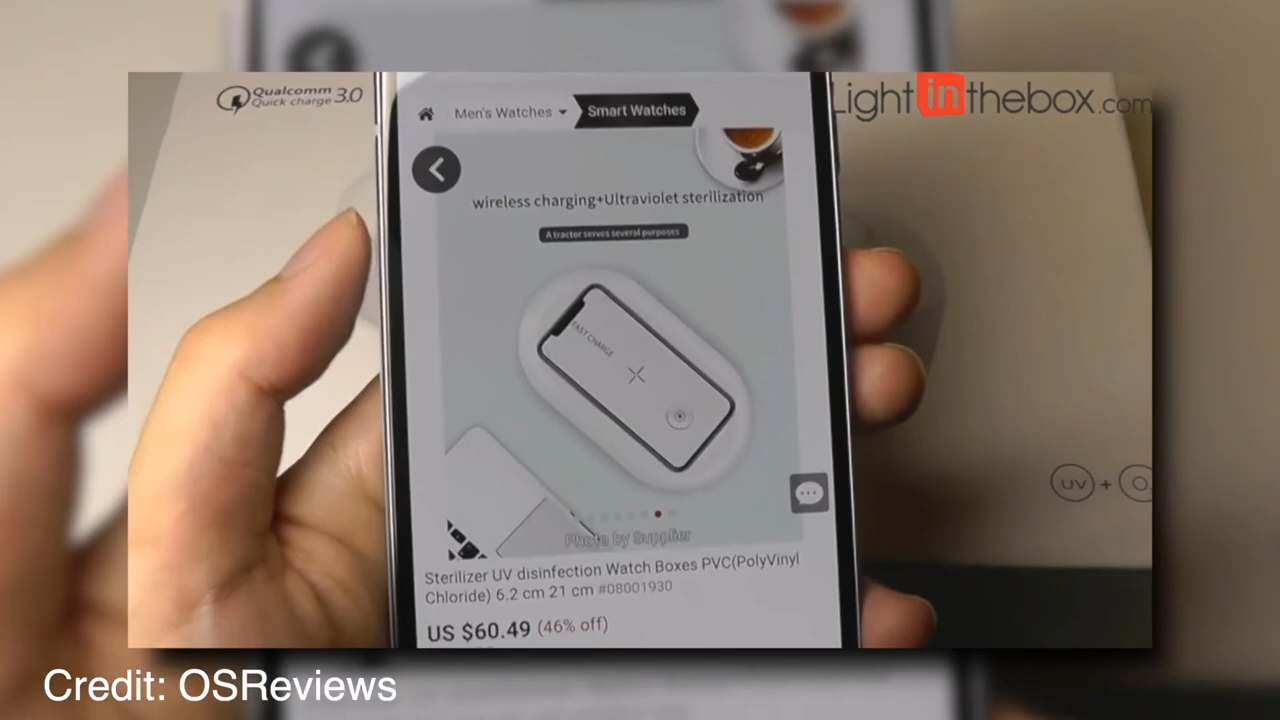 Qualcomm
Quick charge 3.0
Lightinthebox.com
Men's Watches
Smart Watches
wireless charging+Ultraviolet sterilization
A tractor serves several purposes
FAST CHARGE
UV + O
Photo by Supplier
Sterilizer UV disinfection Watch Boxes PVC(PolyVinyl
Chloride) 6.2 cm 21 cm #08001930
US $60.49 (46% off)
Credit: OSReviews